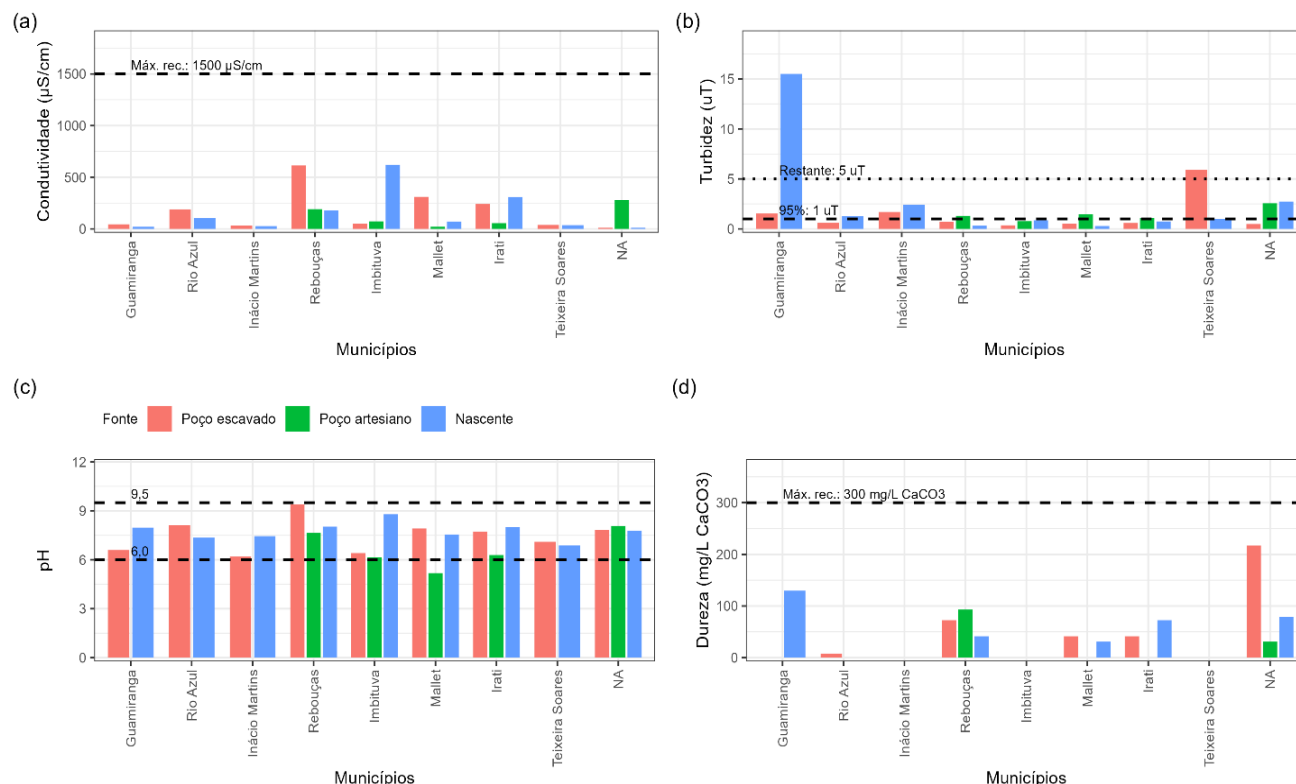 (a)
Condutividade (µS/cm)
1500
1000
500
0
Máx. rec.: 1500 µS/cm
Guamiranga
Rio Azul
Inácio Martins
Rebouças
Imbituva
Mallet
Irati
Teixeira Soares
NA
Municípios
(b)
Turbidez (uT)
15
10
5
0
Restante: 5 uT
95%: 1 uT
Guamiranga
Rio Azul
Inácio Martins
Rebouças
Imbituva
Mallet
Irati
Teixeira Soares
NA
Municípios
(c)
Fonte Poço escavado Poço artesiano Nascente
pH
12
9
6
3
0
9,5
6,0
Guamiranga
Rio Azul
Inácio Martins
Rebouças
Imbituva
Mallet
Irati
Teixeira Soares
NA
Municípios
(d)
Dureza (mg/L CaCO3)
300
200
100
0
Máx. rec.: 300 mg/L CaCO3
Guamiranga
Rio Azul
Inácio Martins
Rebouças
Imbituva
Mallet
Irati
Teixeira Soares
NA
Municípios